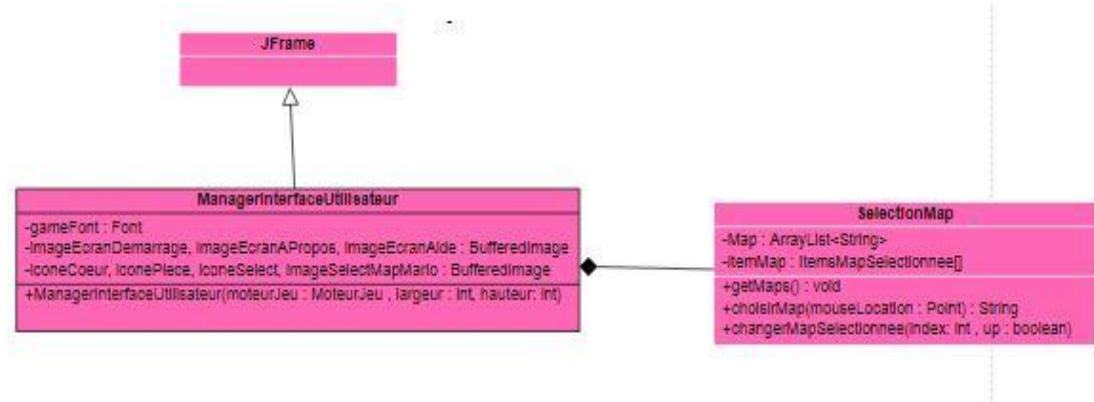 JFrame
ManagerInterfaceUtilisateur
-gameFont : Font
-imageEcranDemarrage, imageEcranAPropos, imageEcranAide : BufferedImage
-iconeCoeur, iconePiece, iconeSelect, imageSelectMapMario : BufferedImage
+ManagerInterfaceUtilisateur(moteurJeu : MoteurJeu , largeur : int, hauteur: int)
SelectionMap
-Map : ArrayList<String>
-itemMap : ItemsMapSelectionnee[]
+getMaps() : void
+choisirMap(mouseLocation : Point) : String
+changerMapSelectionnee(index: int , up : boolean)